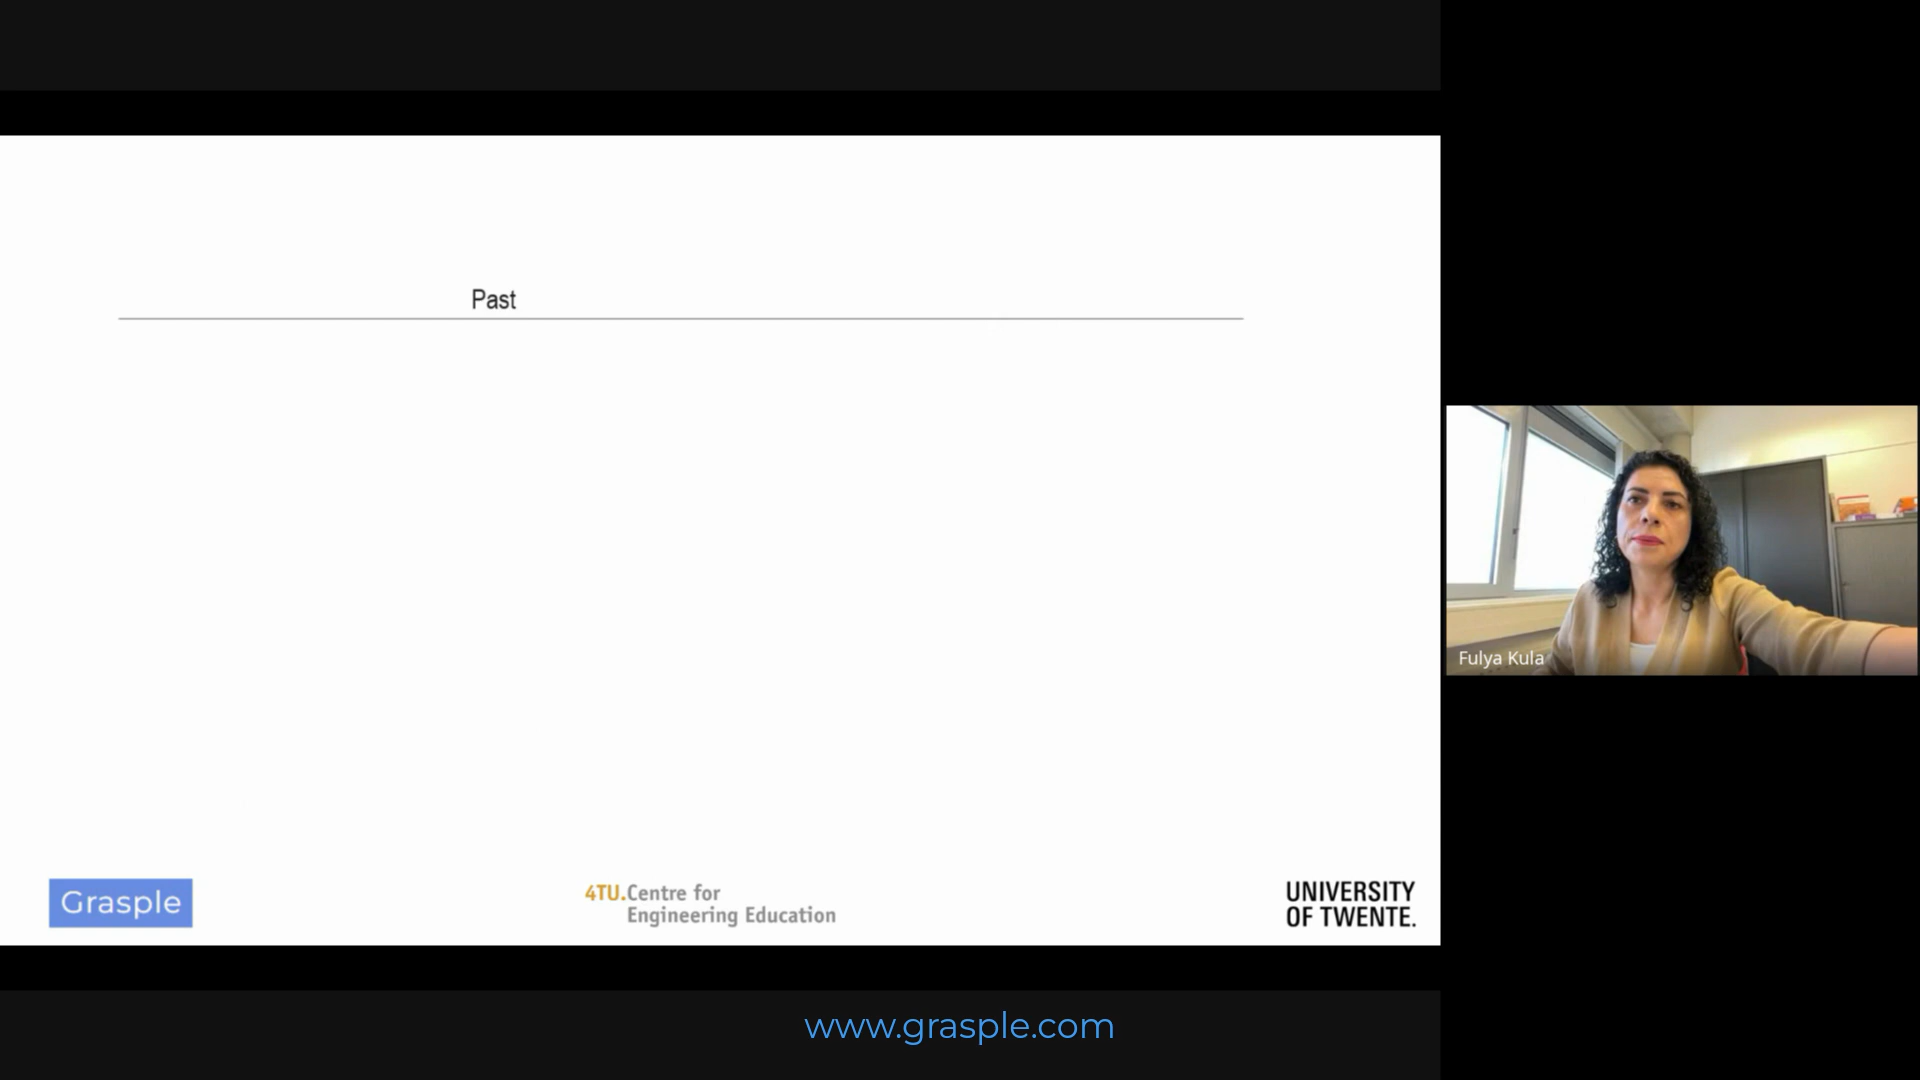 Past
Fulya Kula
Grasple
4TU.Centre for
Engineering Education
UNIVERSITY
OF TWENTE.
www.grasple.com